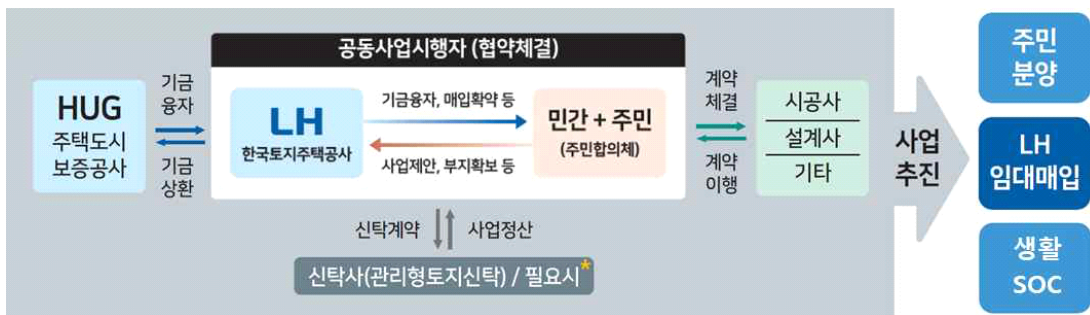 공동사업시행자 (협약체결)
HUG
주택도시
보증공사
기금
융자
기금
상환
LH
한국토지주택공사
기금융자, 매입확약 등
사업제안, 부지확보 등
민간 + 주민
(주민합의체)
계약
체결
계약
이행
시공사
설계사
기타
신탁계약
사업정산
신탁사(관리형토지신탁) / 필요시*
사업
추진
주민
분양
LH
임대매입
생활
SOC